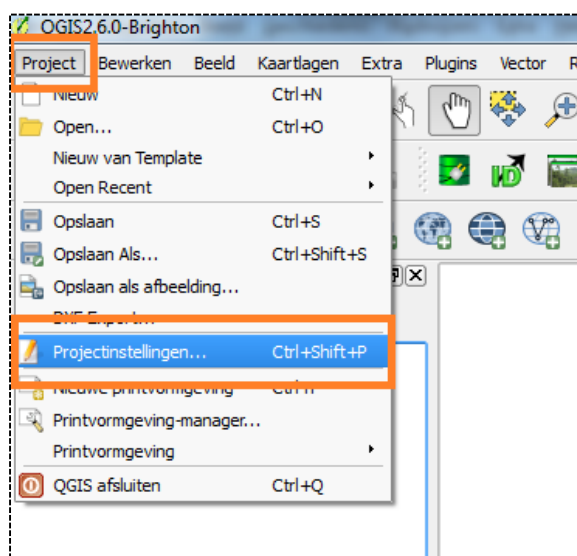 QGIS2.6.0-Brighton
Project Bewerken Beeld Kaartlagen Extra Plugins Vector
Nieuw Ctrl+N
Open... Ctrl+O
Nieuw van Template
Open Recent
Opslaan Ctrl+S
Opslaan Als... Ctrl+Shift+S
Opslaan als afbeelding...
DXF Export...
Projectinstellingen... Ctrl+Shift+P
Nieuwe printvormgeving
Printvormgeving-manager...
Printvormgeving
QGIS afsluiten Ctrl+Q